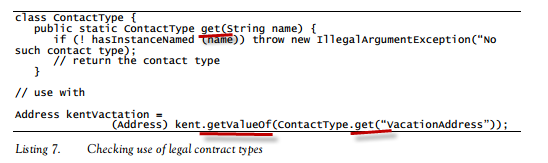 class ContactType {
public static ContactType get(String name) {
if (! hasInstanceNamed (name)) throw new IllegalArgumentException(“No
such contact type);
// return the contact type
}
// use with
Address kentVactation =
(Address) kent.getValueOf(ContactType.get(“VacationAddress”));
Listing 7. Checking use of legal contract types